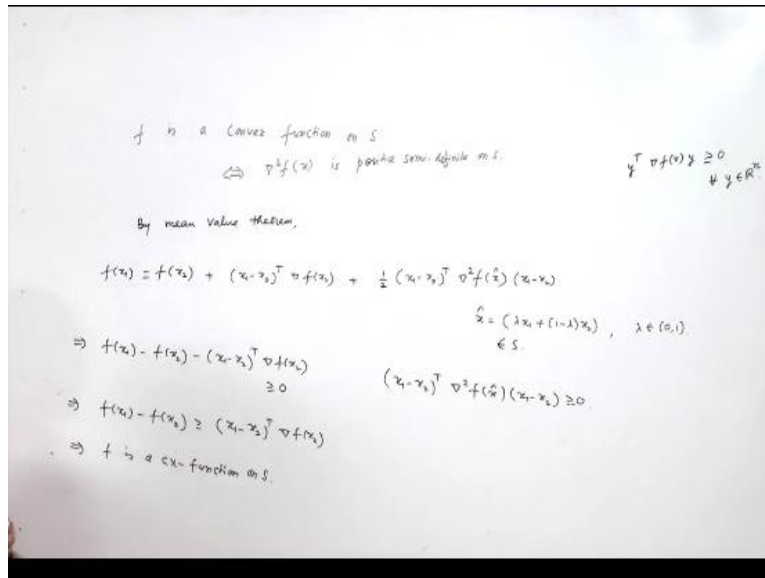 f is a Convex function on S
⇔ ∇²f(x) is positive semi-definite on S.
yᵀ ∇f(x) y ≥ 0
∀ y ∈ ℝⁿ.
By mean value theorem,
f(x₁) = f(x₂) + (x₁-x₂)ᵀ ∇f(x₂) + ½ (x₁-x₂)ᵀ ∇²f(x̂) (x₁-x₂)
x̂ = (λx₁ + (1-λ)x₂), λ ∈ (0,1)
∈ S.
⇒ f(x₁) - f(x₂) - (x₁-x₂)ᵀ ∇f(x₂)
≥ 0
(x₁-x₂)ᵀ ∇²f(x̂) (x₁-x₂) ≥ 0
⇒ f(x₁) - f(x₂) ≥ (x₁-x₂)ᵀ ∇f(x₂)
⇒ f is a cx-function on S.